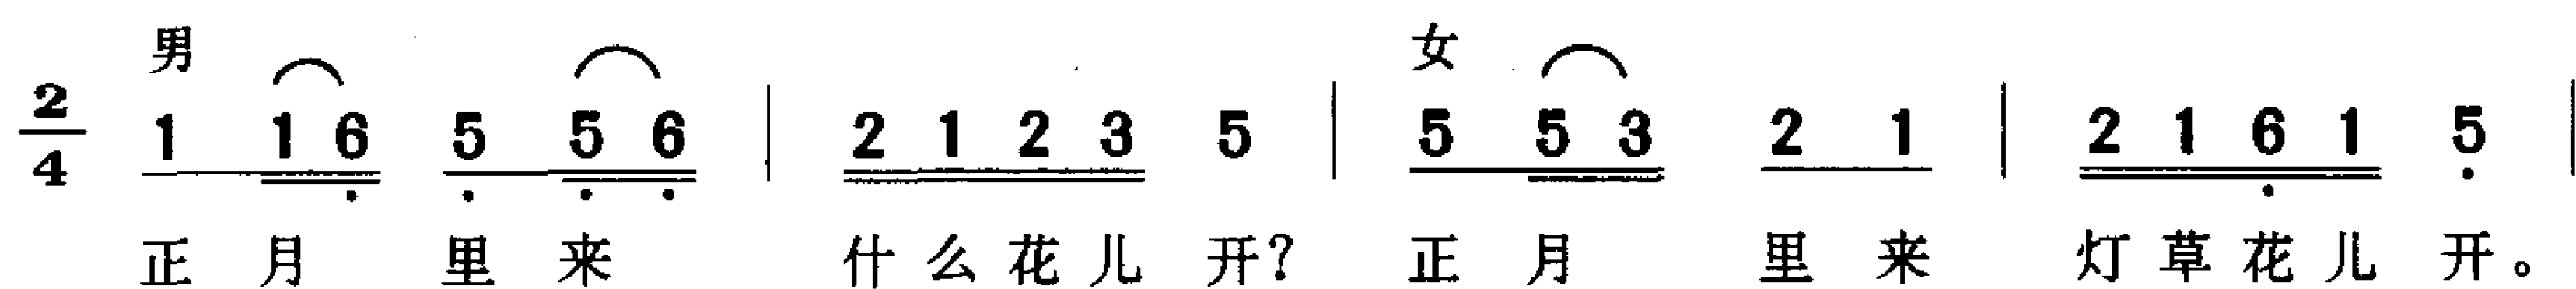 男 女
2/4 1 1 6 5 5 6 | 2 1 2 3 5 | 5 5 3 2 1 | 2 1 6 1 5 |
正 月 里 来 什 么 花 儿 开? 正 月 里 来 灯 草 花 儿 开。